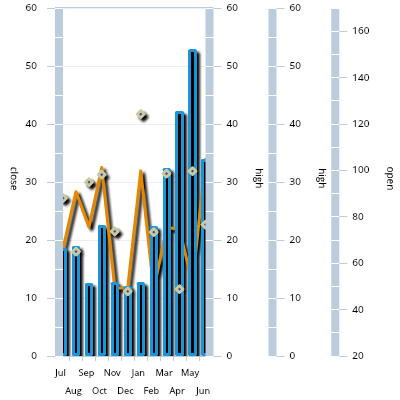 60 60 60
160
50 50 50
140
40 40 40
120
30 30 30
100
close
high
high
open
80
20 20 20
60
10 10 10
40
0 0 0 20
Jul Sep Nov Jan Mar May
Aug Oct Dec Feb Apr Jun